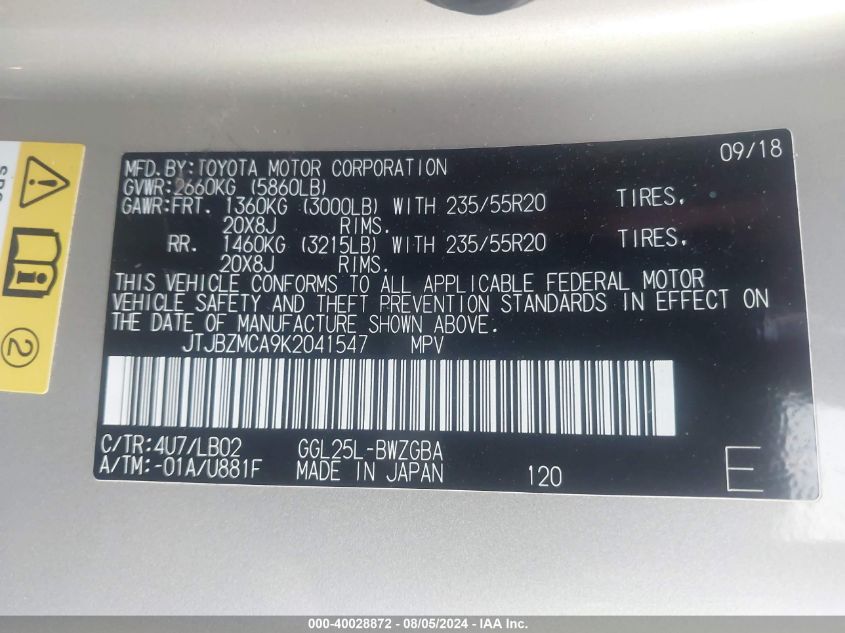 MFD.BY:TOYOTA MOTOR CORPORATION 09/18
GVWR:2660KG (5860LB)
GAWR:FRT. 1360KG (3000LB) WITH 235/55R20 TIRES.
20X8J RIMS.
RR. 1460KG (3215LB) WITH 235/55R20 TIRES.
20X8J RIMS.
THIS VEHICLE CONFORMS TO ALL APPLICABLE FEDERAL MOTOR
VEHICLE SAFETY AND THEFT PREVENTION STANDARDS IN EFFECT ON
THE DATE OF MANUFACTURE SHOWN ABOVE.
JTJBZMCA9K2041547 MPV
C/TR:4U7/LB02 GGL25L-BWZGBA
A/TM:-01A/U881F MADE IN JAPAN 120 E
2
000-40028872 - 08/05/2024 - IAA Inc.